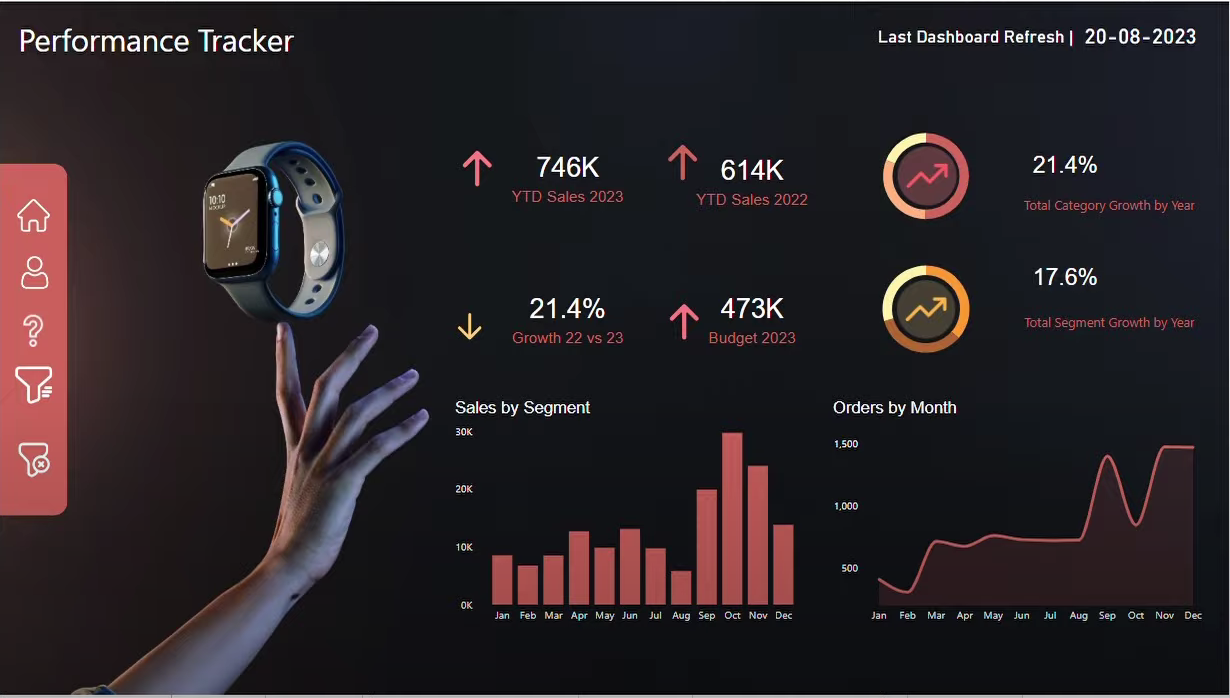 Performance Tracker
Last Dashboard Refresh | 20-08-2023
10:10
746K
YTD Sales 2023
614K
YTD Sales 2022
21.4%
Total Category Growth by Year
21.4%
Growth 22 vs 23
473K
Budget 2023
17.6%
Total Segment Growth by Year
Sales by Segment
30K
20K
10K
0K
Jan Feb Mar Apr May Jun Jul Aug Sep Oct Nov Dec
Orders by Month
1,500
1,000
500
Jan Feb Mar Apr May Jun Jul Aug Sep Oct Nov Dec